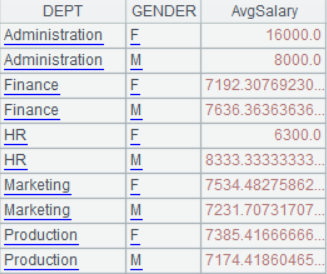 DEPT GENDER AvgSalary
Administration F 16000.0
Administration M 8000.0
Finance F 7192.30769230...
Finance M 7636.36363636...
HR F 6300.0
HR M 8333.33333333...
Marketing F 7534.48275862...
Marketing M 7231.70731707...
Production F 7385.41666666...
Production M 7174.41860465...